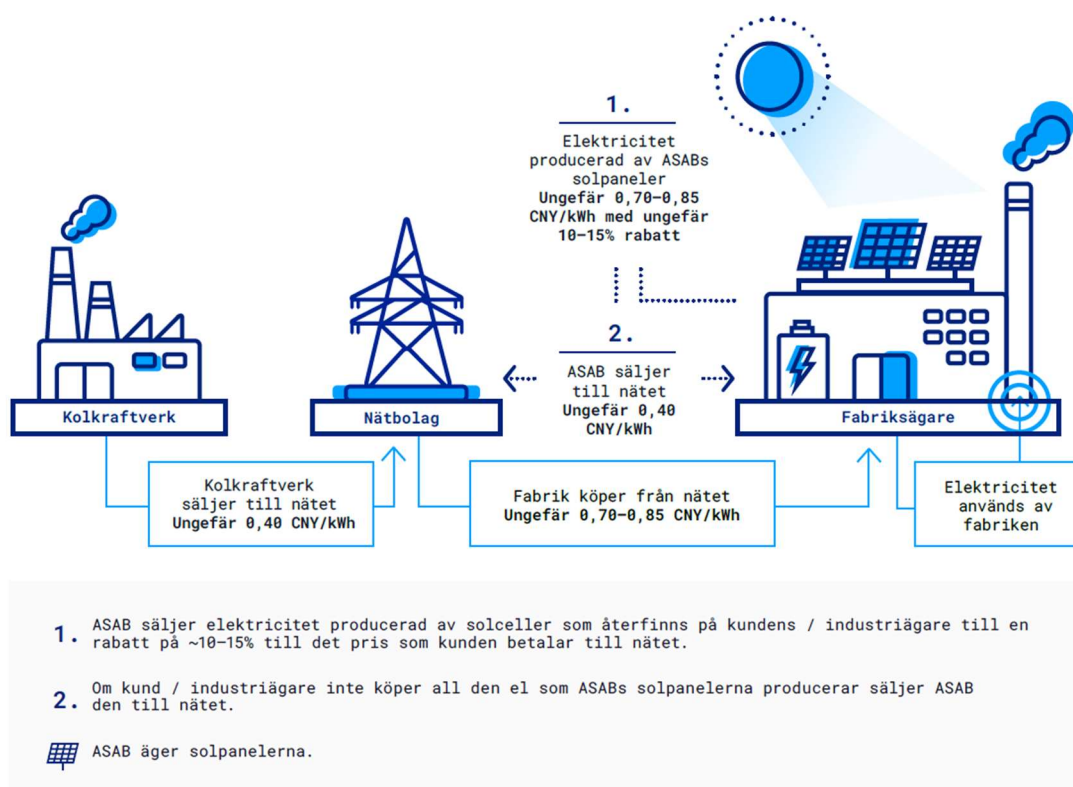 1.
Elektricitet
producerad av ASABs
solpaneler
Ungefär 0,70–0,85
CNY/kWh med ungefär
10–15% rabatt
2.
ASAB säljer
till nätet
Ungefär 0,40
CNY/kWh
Kolkraftverk
Nätbolag
Fabriksägare
Kolkraftverk
säljer till nätet
Ungefär 0,40 CNY/kWh
Fabrik köper från nätet
Ungefär 0,70–0,85 CNY/kWh
Elektricitet
används av
fabriken
1. ASAB säljer elektricitet producerad av solceller som återfinns på kundens / industriägare till en
rabatt på ~10–15% till det pris som kunden betalar till nätet.
2. Om kund / industriägare inte köper all den el som ASABs solpanelerna producerar säljer ASAB
den till nätet.
ASAB äger solpanelerna.